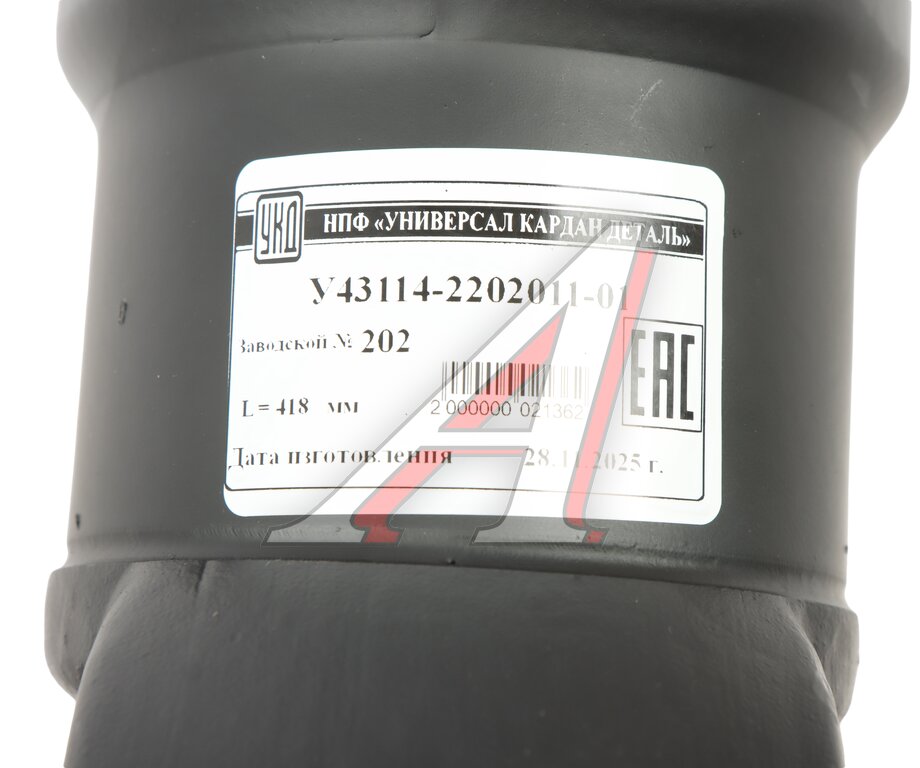 УКД
НПФ «УНИВЕРСАЛ КАРДАН ДЕТАЛЬ»
У43114-2202011-01
Заводской № 202
L = 418 мм
2 000000 021362
ЕАС
Дата изготовления 28.11.2025 г.